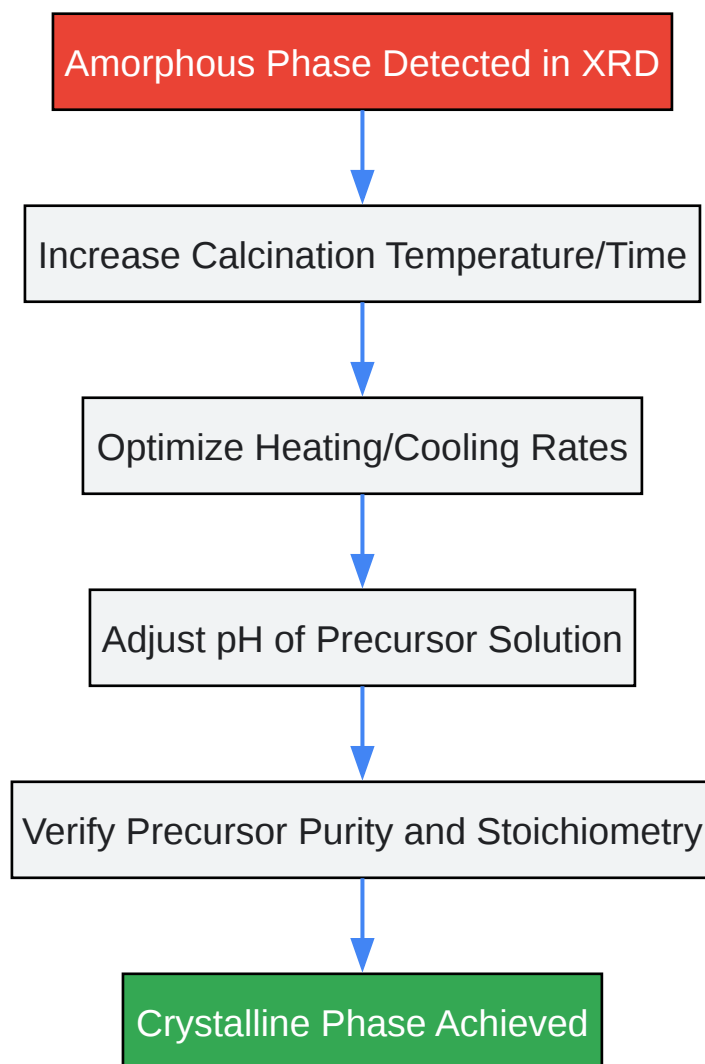 Amorphous Phase Detected in XRD
Increase Calcination Temperature/Time
Optimize Heating/Cooling Rates
Adjust pH of Precursor Solution
Verify Precursor Purity and Stoichiometry
Crystalline Phase Achieved